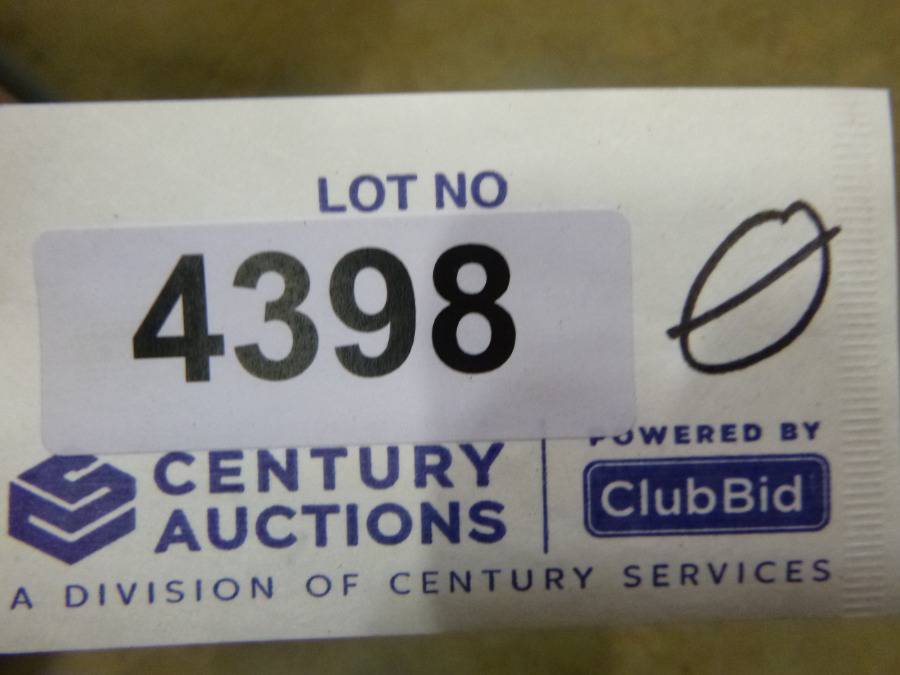 LOT NO
4398
Ø
CENTURY
AUCTIONS
POWERED BY
ClubBid
A DIVISION OF CENTURY SERVICES